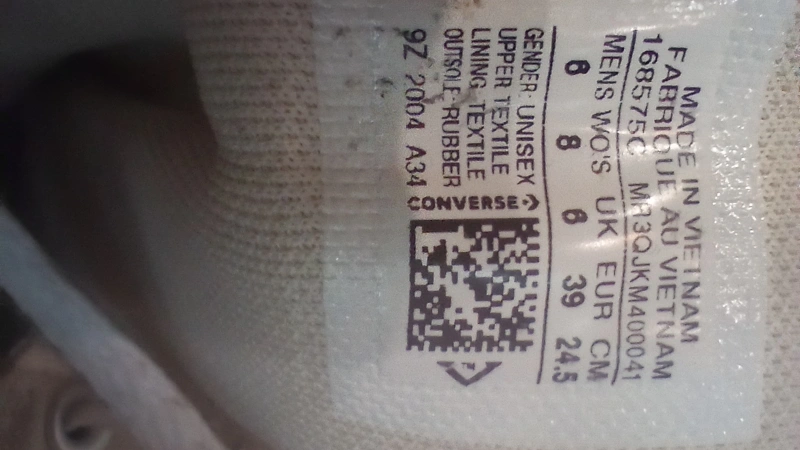 MADE IN VIETNAM
FABRIQUE AU VIETNAM
168575C MR3QJKM400041
MENS WO'S UK EUR CM
6 8 6 39 24.5
GENDER: UNISEX
UPPER TEXTILE
LINING TEXTILE
OUTSOLE: RUBBER
9Z 2004 A34
CONVERSE